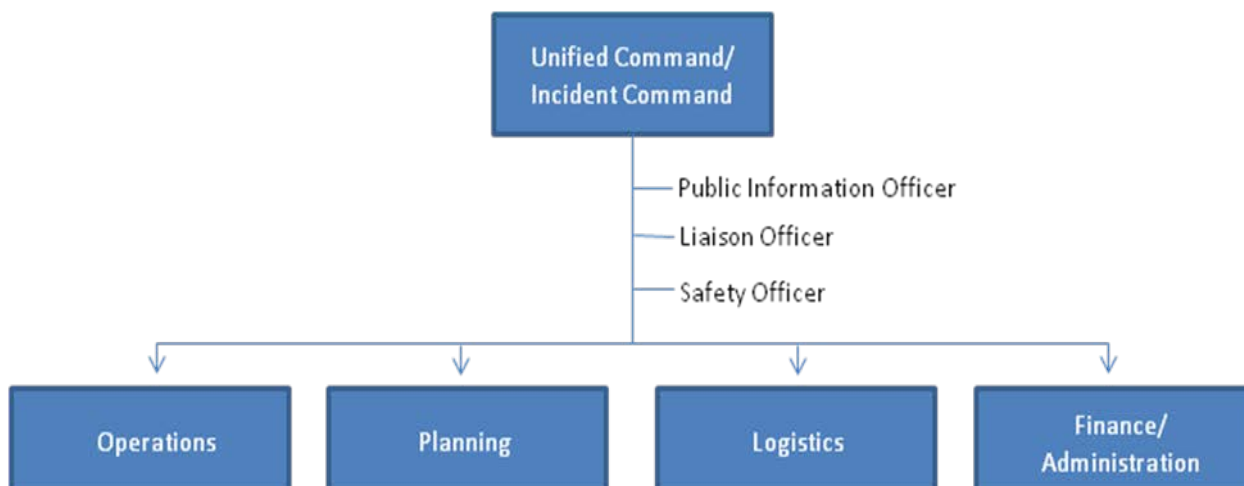 Unified Command/
Incident Command
Public Information Officer
Liaison Officer
Safety Officer
Operations
Planning
Logistics
Finance/
Administration